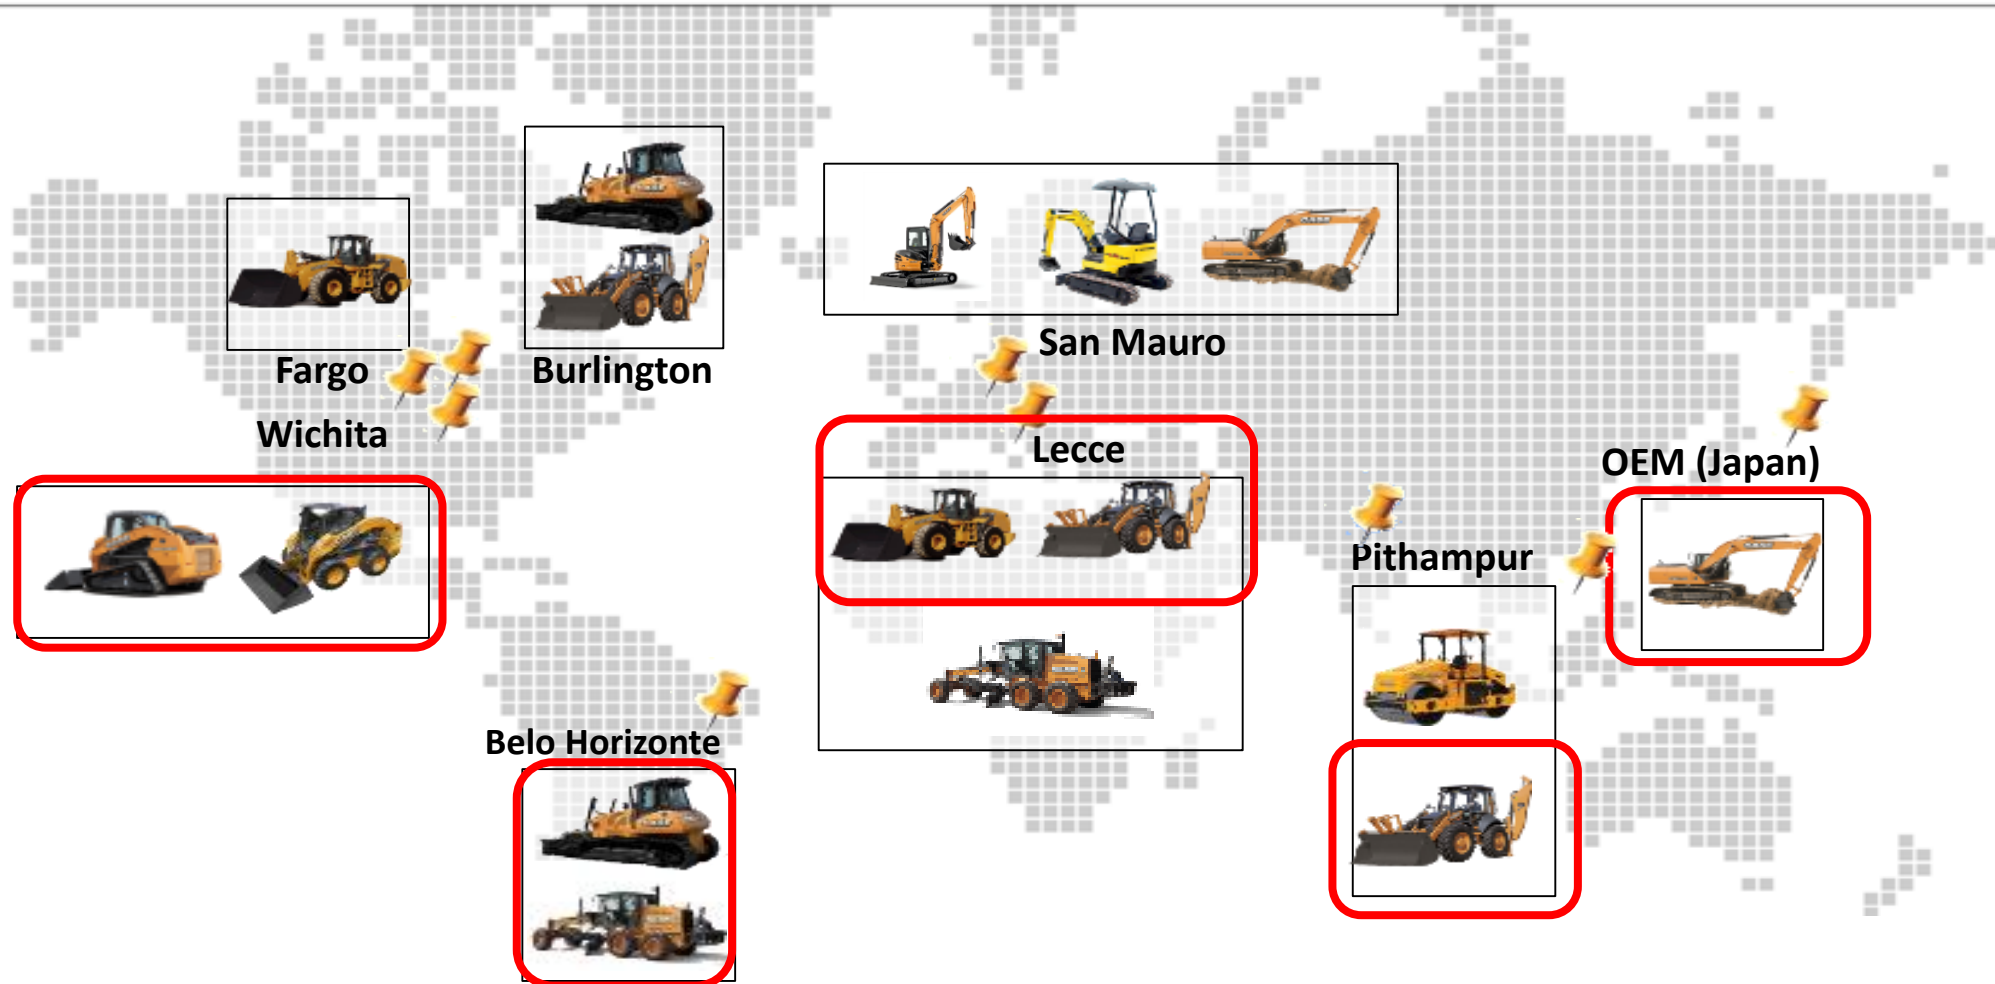 San Mauro
Fargo
Burlington
Wichita
Lecce
OEM (Japan)
Pithampur
Belo Horizonte